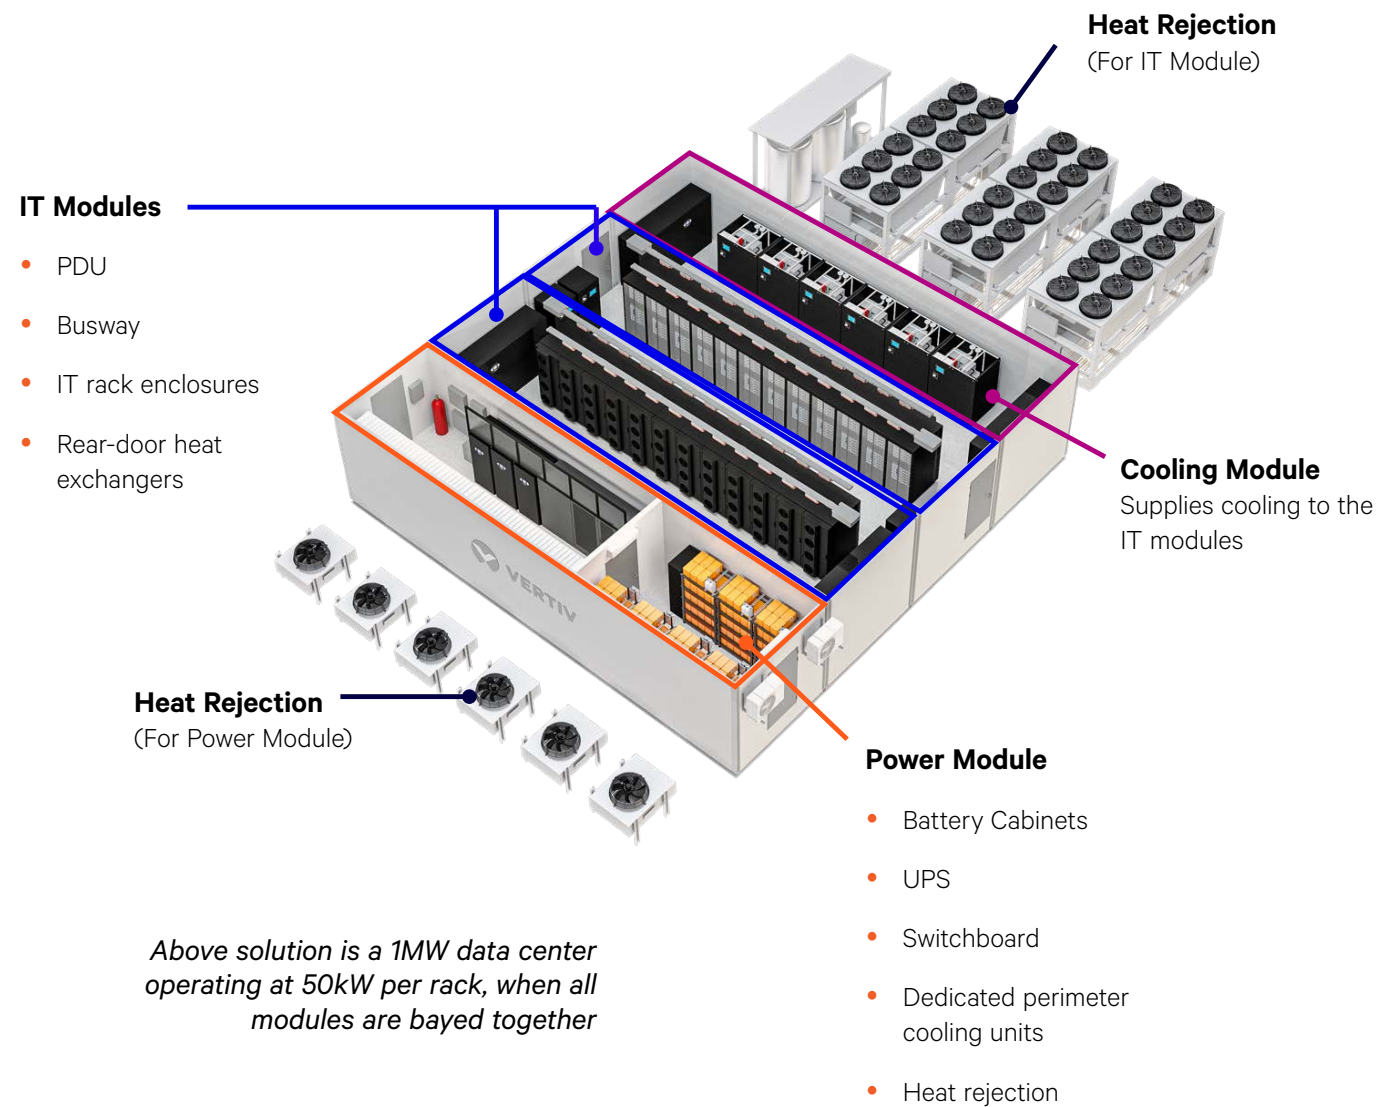 Heat Rejection
(For IT Module)
IT Modules
• PDU
• Busway
• IT rack enclosures
• Rear-door heat
exchangers
Cooling Module
Supplies cooling to the
IT modules
VERTIV
Heat Rejection
(For Power Module)
Power Module
• Battery Cabinets
• UPS
• Switchboard
• Dedicated perimeter
cooling units
• Heat rejection
Above solution is a 1MW data center
operating at 50kW per rack, when all
modules are bayed together